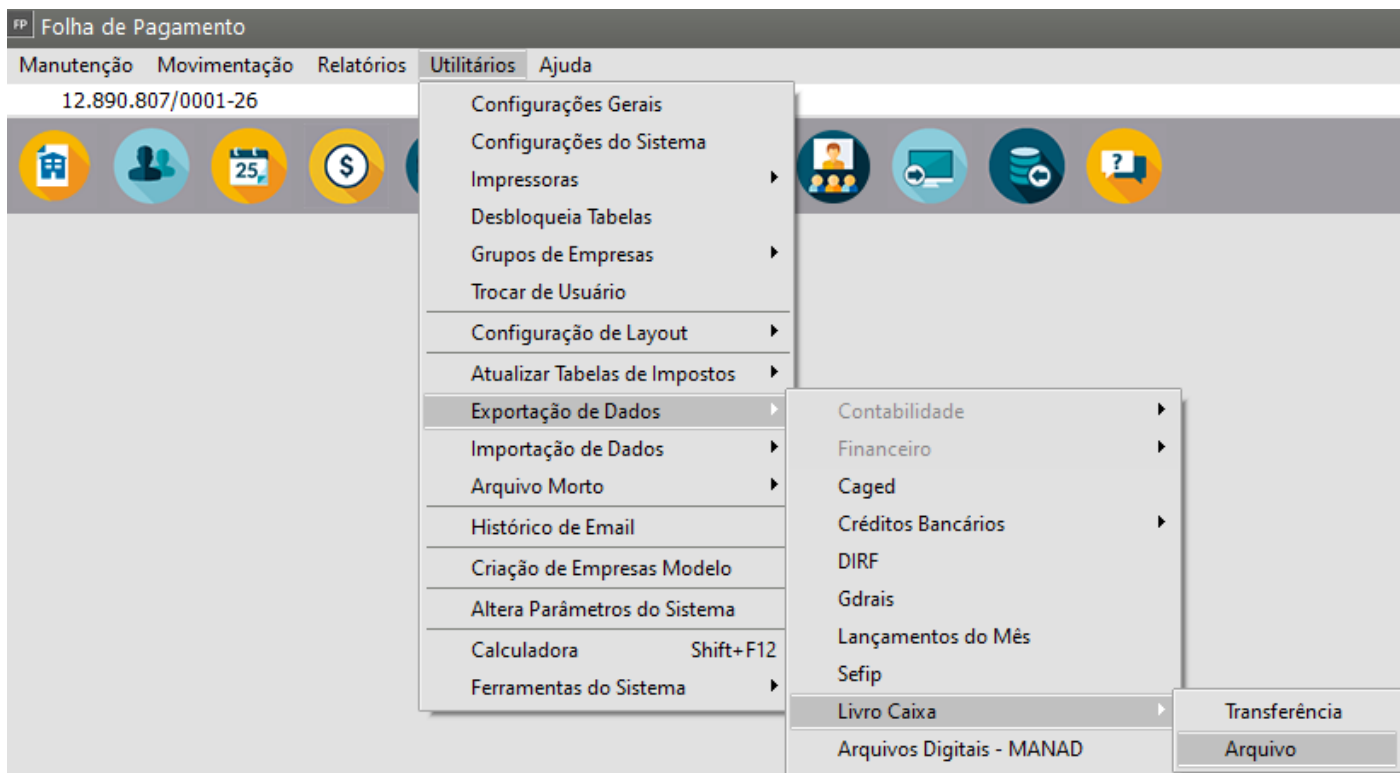 FP Folha de Pagamento
Manutenção Movimentação Relatórios Utilitários Ajuda
12.890.807/0001-26
25
$
?
Configurações Gerais
Configurações do Sistema
Impressoras
Desbloqueia Tabelas
Grupos de Empresas
Trocar de Usuário
Configuração de Layout
Atualizar Tabelas de Impostos
Exportação de Dados
Importação de Dados
Arquivo Morto
Histórico de Email
Criação de Empresas Modelo
Altera Parâmetros do Sistema
Calculadora Shift+F12
Ferramentas do Sistema
Contabilidade
Financeiro
Caged
Créditos Bancários
DIRF
Gdrais
Lançamentos do Mês
Sefip
Livro Caixa
Arquivos Digitais - MANAD
Transferência
Arquivo